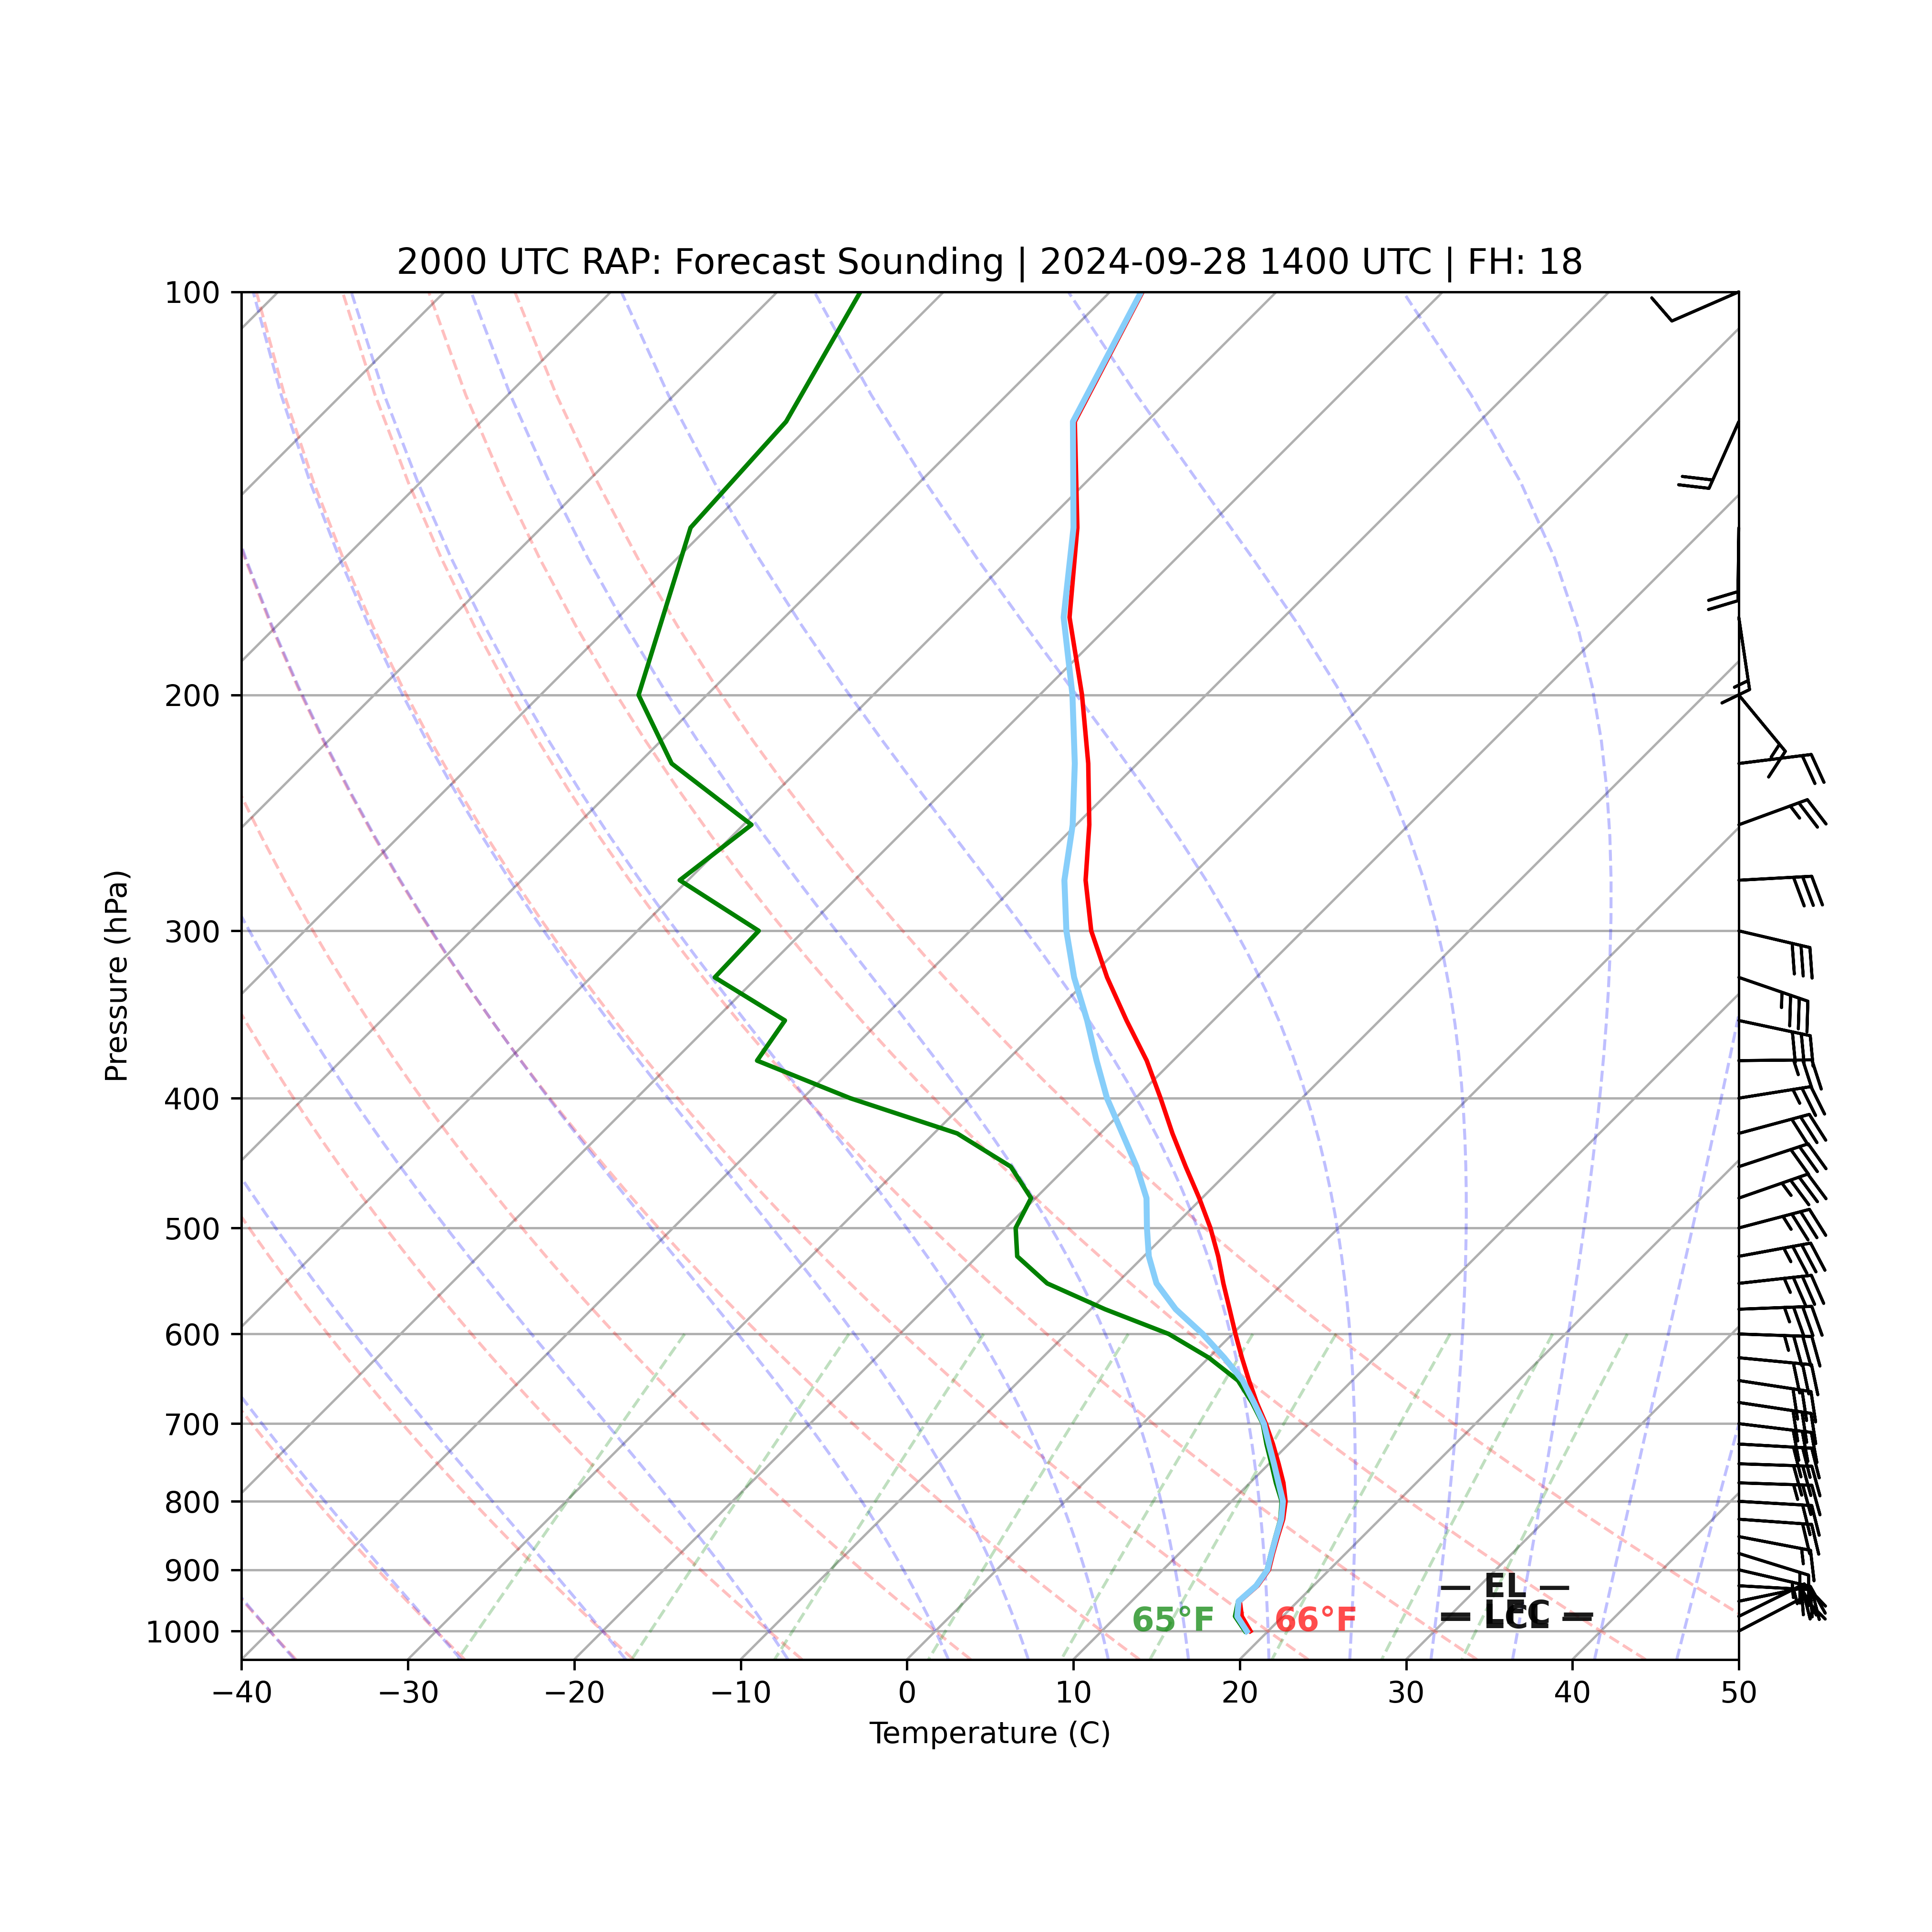 2000 UTC RAP: Forecast Sounding | 2024-09-28 1400 UTC | FH: 18
100
200
300
400
500
600
700
800
900
1000
Pressure (hPa)
— EL —
65°F 66°F
— LCL —
−40 −30 −20 −10 0 10 20 30 40 50
Temperature (C)